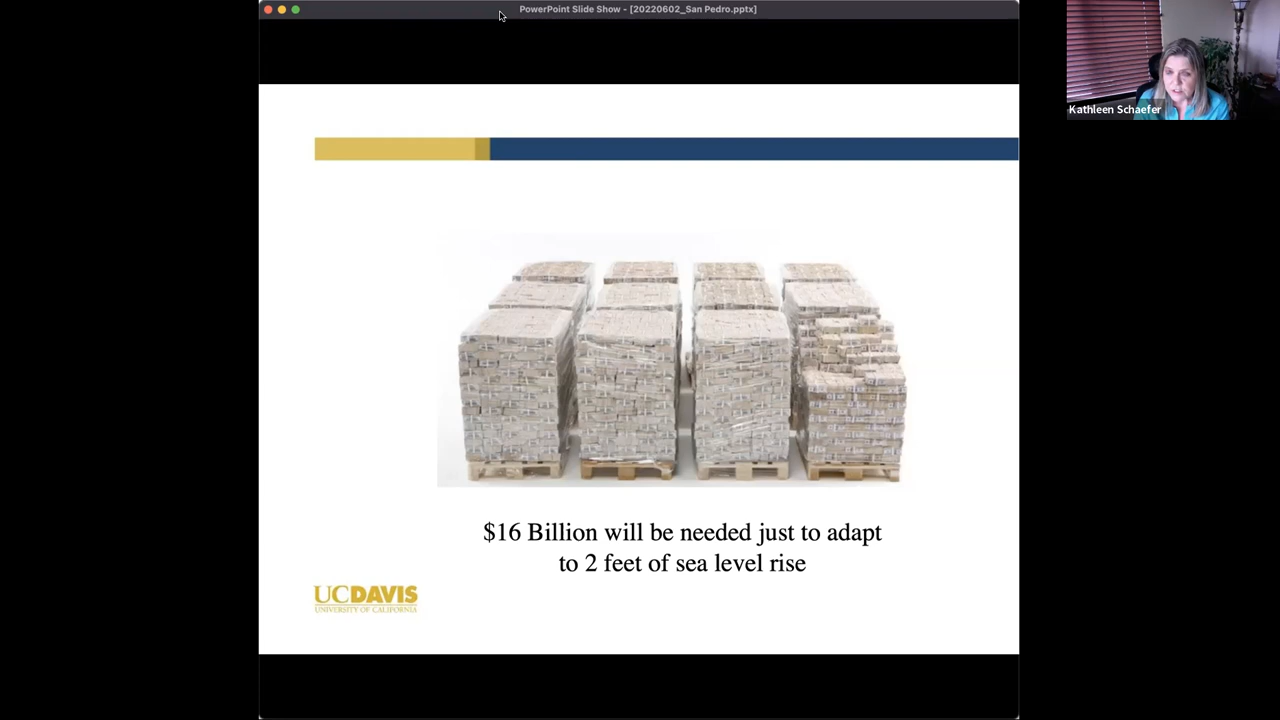 PowerPoint Slide Show - [20220602_San Pedro.pptx]
Kathleen Schaefer
$16 Billion will be needed just to adapt
to 2 feet of sea level rise
UCDAVIS
UNIVERSITY OF CALIFORNIA